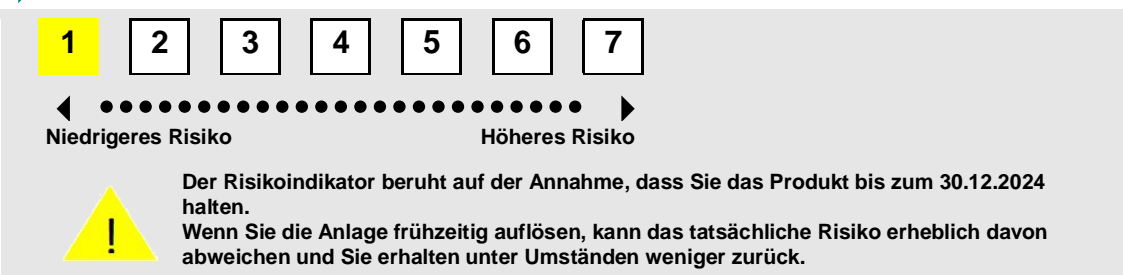 1 2 3 4 5 6 7
Niedrigeres Risiko Höheres Risiko
Der Risikoindikator beruht auf der Annahme, dass Sie das Produkt bis zum 30.12.2024
halten.
Wenn Sie die Anlage frühzeitig auflösen, kann das tatsächliche Risiko erheblich davon
abweichen und Sie erhalten unter Umständen weniger zurück.
!